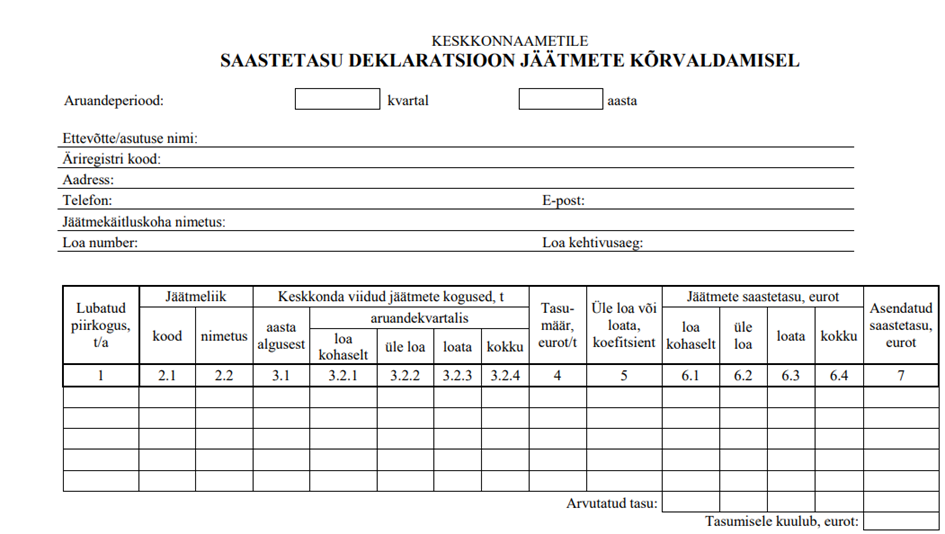 KESKKONNAAMETILE
SAASTETASU DEKLARATSIOON JÄÄTMETE KÕRVALDAMISEL
Aruandeperiood: kvartal aasta
Ettevõtte/asutuse nimi:
Äriregistri kood:
Aadress:
Telefon: E-post:
Jäätmekäitluskoha nimetus:
Loa number: Loa kehtivusaeg:
Lubatud piirkogus, t/a
Jäätmeliik
kood
nimetus
Keskkonda viidud jäätmete kogused, t
aasta algusest
aruandekvartalis
loa kohaselt
üle loa
loata
kokku
Tasu-
määr,
eurot/t
Üle loa või
loata,
koefitsient
Jäätmete saastetasu, eurot
loa kohaselt
üle loa
loata
kokku
Asendatud
saastetasu,
eurot
1 2.1 2.2 3.1 3.2.1 3.2.2 3.2.3 3.2.4 4 5 6.1 6.2 6.3 6.4 7
Arvutatud tasu:
Tasumisele kuulub, eurot: